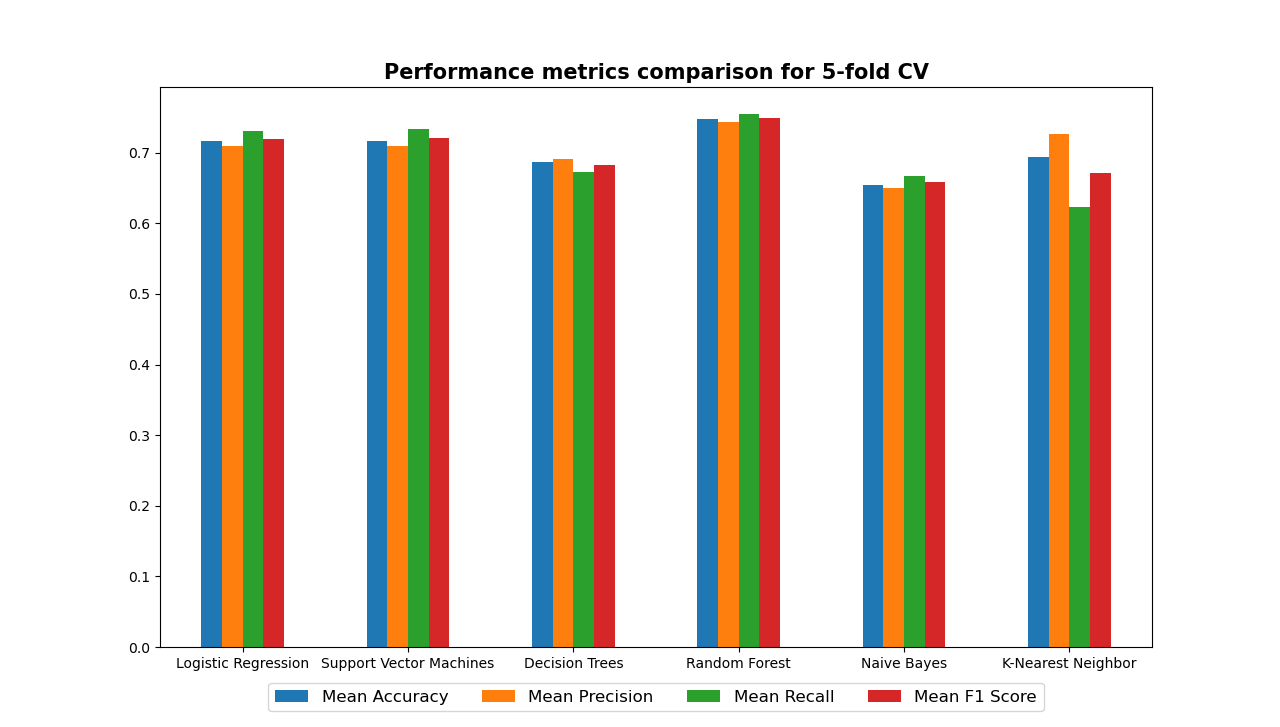 Performance metrics comparison for 5-fold CV
0.7
0.6
0.5
0.4
0.3
0.2
0.1
0.0
Logistic Regression Support Vector Machines Decision Trees Random Forest Naive Bayes K-Nearest Neighbor
Mean Accuracy Mean Precision Mean Recall Mean F1 Score